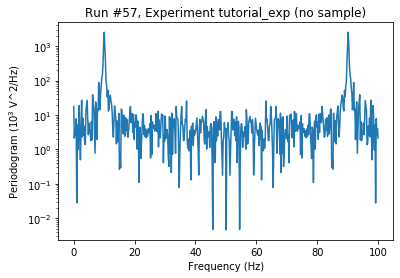 Run #57, Experiment tutorial_exp (no sample)
Periodogram (10³ V^2/Hz)
10³
10²
10¹
10⁰
10⁻¹
10⁻²
0 20 40 60 80 100
Frequency (Hz)